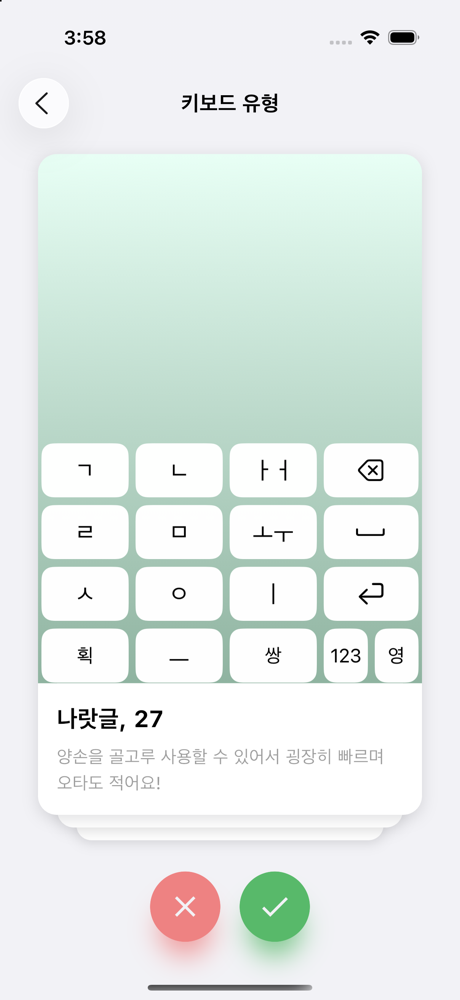 3:58
키보드 유형
ㄱ ㄴ ㅏㅓ
ㄹ ㅁ ㅗㅜ
ㅅ ㅇ ㅣ
획 ㅡ 쌍 123 영
나랏글, 27
양손을 골고루 사용할 수 있어서 굉장히 빠르며
오타도 적어요!